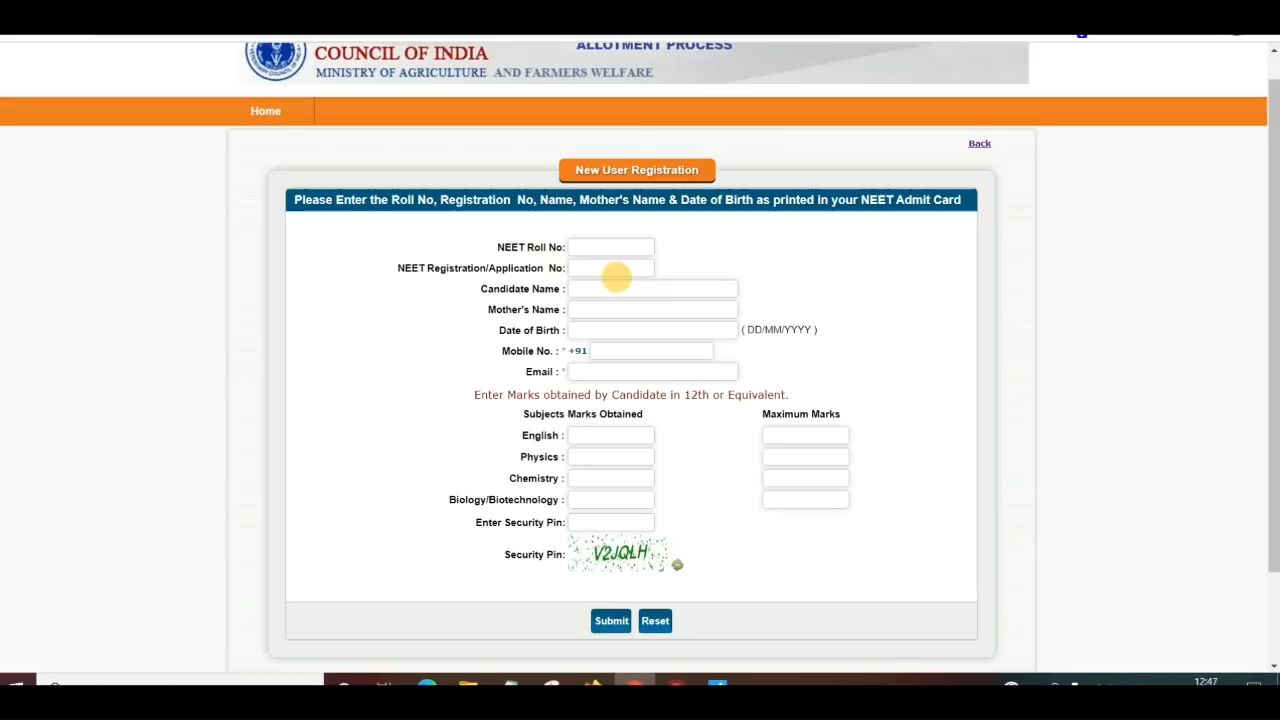 COUNCIL OF INDIA
ALLOTMENT PROCESS
MINISTRY OF AGRICULTURE AND FARMERS WELFARE
Home
Back
New User Registration
Please Enter the Roll No, Registration No, Name, Mother's Name & Date of Birth as printed in your NEET Admit Card
NEET Roll No:
NEET Registration/Application No:
Candidate Name :
Mother's Name :
Date of Birth : ( DD/MM/YYYY )
Mobile No. : * +91
Email : *
Enter Marks obtained by Candidate in 12th or Equivalent.
Subjects Marks Obtained Maximum Marks
English :
Physics :
Chemistry :
Biology/Biotechnology :
Enter Security Pin:
Security Pin: V2JQLH
Submit Reset
12:47